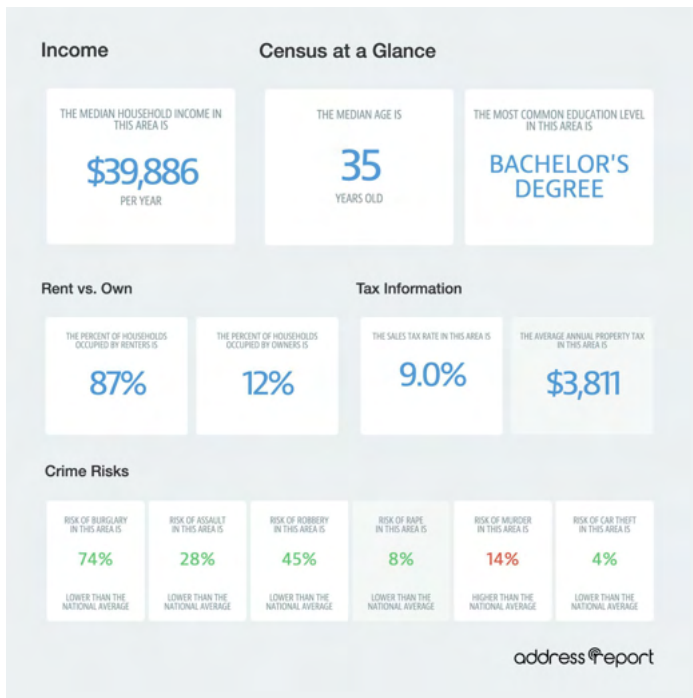 Income
Census at a Glance
THE MEDIAN HOUSEHOLD INCOME IN
THIS AREA IS
$39,886
PER YEAR
THE MEDIAN AGE IS
35
YEARS OLD
THE MOST COMMON EDUCATION LEVEL
IN THIS AREA IS
BACHELOR'S
DEGREE
Rent vs. Own
Tax Information
THE PERCENT OF HOUSEHOLDS
OCCUPIED BY RENTERS IS
87%
THE PERCENT OF HOUSEHOLDS
OCCUPIED BY OWNERS IS
12%
THE SALES TAX RATE IN THIS AREA IS
9.0%
THE AVERAGE ANNUAL PROPERTY TAX
IN THIS AREA IS
$3,811
Crime Risks
RISK OF BURGLARY
IN THIS AREA IS
74%
LOWER THAN THE
NATIONAL AVERAGE
RISK OF ASSAULT
IN THIS AREA IS
28%
LOWER THAN THE
NATIONAL AVERAGE
RISK OF ROBBERY
IN THIS AREA IS
45%
LOWER THAN THE
NATIONAL AVERAGE
RISK OF RAPE
IN THIS AREA IS
8%
LOWER THAN THE
NATIONAL AVERAGE
RISK OF MURDER
IN THIS AREA IS
14%
HIGHER THAN THE
NATIONAL AVERAGE
RISK OF CAR THEFT
IN THIS AREA IS
4%
LOWER THAN THE
NATIONAL AVERAGE
address report